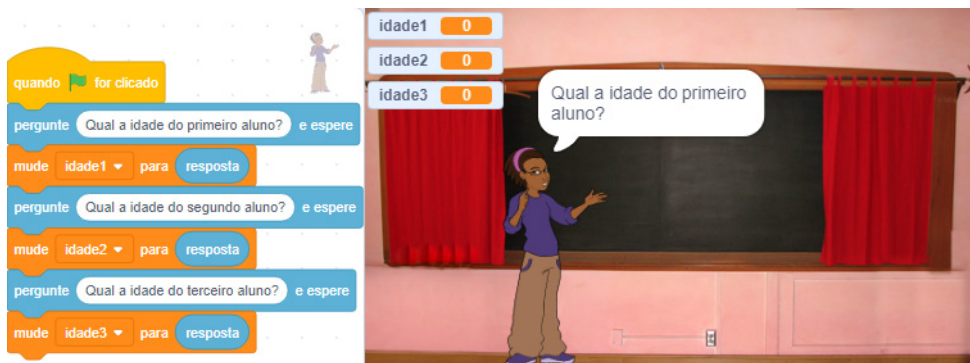 quando for clicado
pergunte Qual a idade do primeiro aluno? e espere
mude idade1 para resposta
pergunte Qual a idade do segundo aluno? e espere
mude idade2 para resposta
pergunte Qual a idade do terceiro aluno? e espere
mude idade3 para resposta
idade1 0
idade2 0
idade3 0
Qual a idade do primeiro
aluno?